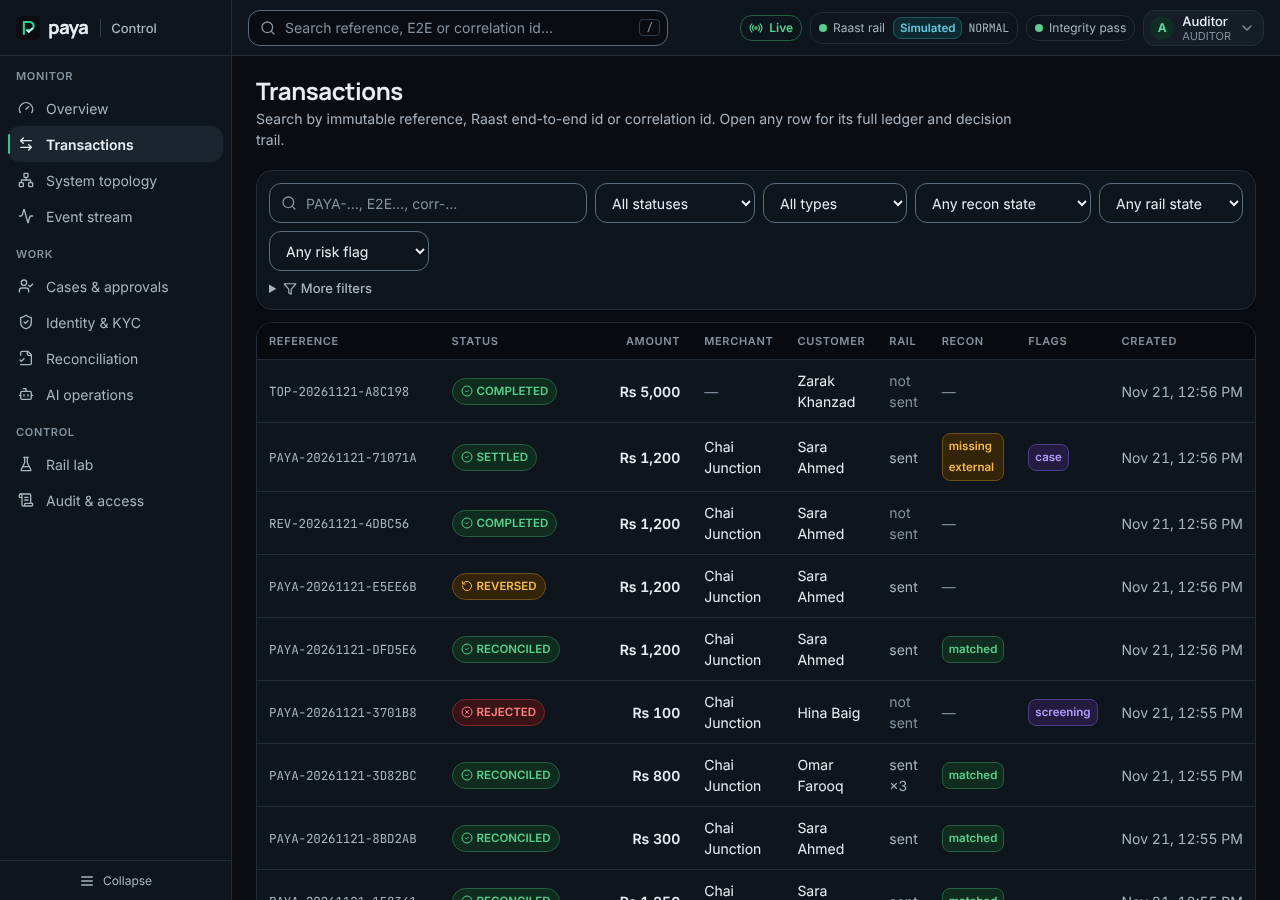 paya Control
Search reference, E2E or correlation id... /
Live
Raast rail Simulated NORMAL
Integrity pass
A Auditor
AUDITOR
MONITOR
Overview
Transactions
System topology
Event stream
WORK
Cases & approvals
Identity & KYC
Reconciliation
AI operations
CONTROL
Rail lab
Audit & access
Collapse
Transactions
Search by immutable reference, Raast end-to-end id or correlation id. Open any row for its full ledger and decision
trail.
PAYA-..., E2E..., corr-... All statuses All types Any recon state Any rail state
Any risk flag
More filters
REFERENCE STATUS AMOUNT MERCHANT CUSTOMER RAIL RECON FLAGS CREATED
TOP-20261121-A8C198 COMPLETED Rs 5,000 — Zarak Khanzad not sent — Nov 21, 12:56 PM
PAYA-20261121-71071A SETTLED Rs 1,200 Chai Junction Sara Ahmed sent missing external case Nov 21, 12:56 PM
REV-20261121-4DBC56 COMPLETED Rs 1,200 Chai Junction Sara Ahmed not sent — Nov 21, 12:56 PM
PAYA-20261121-E5EE6B REVERSED Rs 1,200 Chai Junction Sara Ahmed sent — Nov 21, 12:56 PM
PAYA-20261121-DFD5E6 RECONCILED Rs 1,200 Chai Junction Sara Ahmed sent matched Nov 21, 12:56 PM
PAYA-20261121-3701B8 REJECTED Rs 100 Chai Junction Hina Baig not sent — screening Nov 21, 12:55 PM
PAYA-20261121-3D82BC RECONCILED Rs 800 Chai Junction Omar Farooq sent ×3 matched Nov 21, 12:55 PM
PAYA-20261121-8BD2AB RECONCILED Rs 300 Chai Junction Sara Ahmed sent matched Nov 21, 12:55 PM
Chai Sara